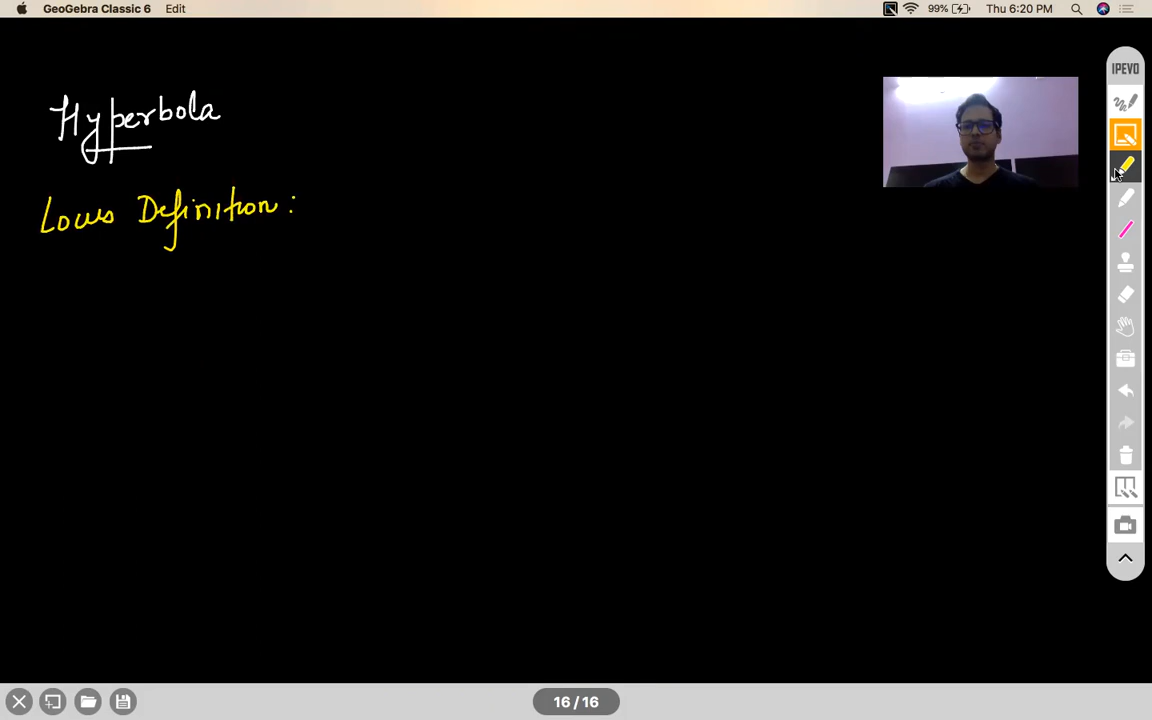 GeoGebra Classic 6 Edit 99% Thu 6:20 PM
IPEVO
Hyperbola
Locus Definition:
16/16